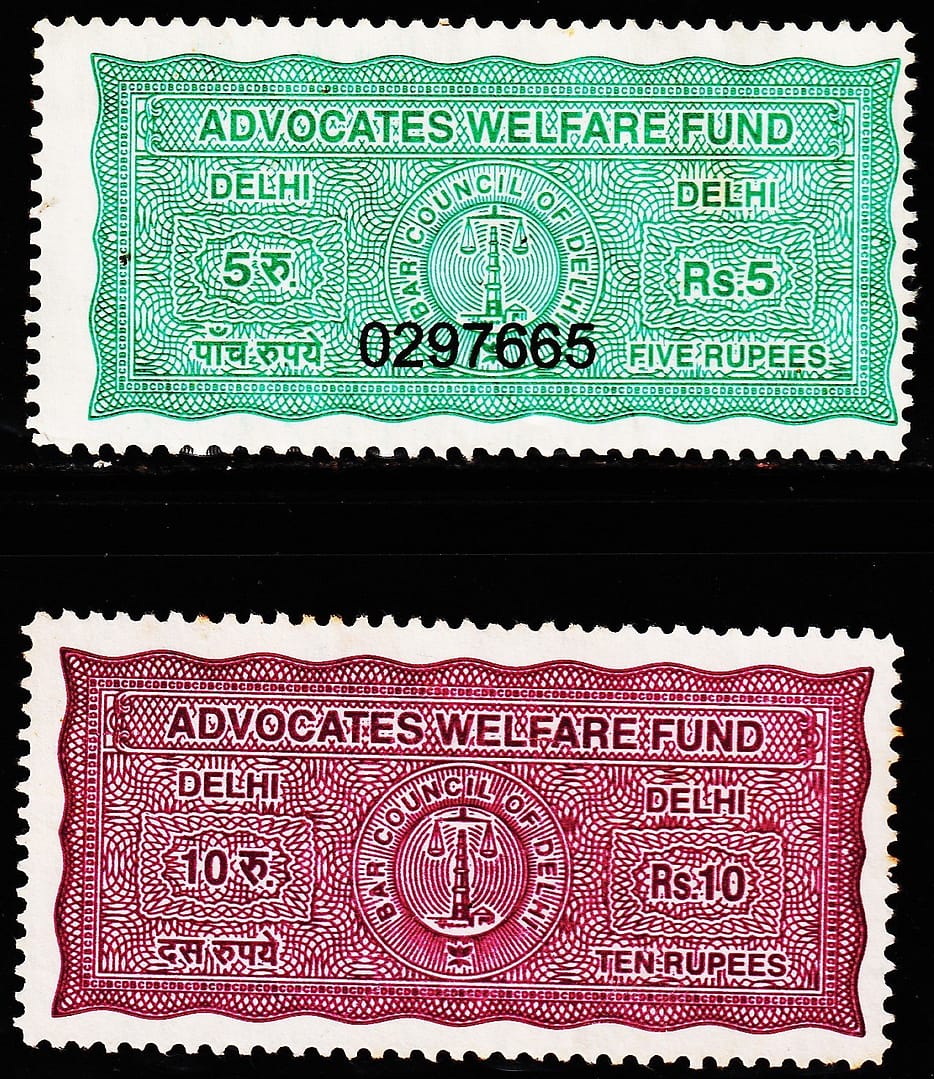 ADVOCATES WELFARE FUND
DELHI
DELHI
BAR COUNCIL OF DELHI
5 रु.
Rs.5
पाँच रुपये
0297665
FIVE RUPEES
ADVOCATES WELFARE FUND
DELHI
DELHI
BAR COUNCIL OF DELHI
10 रु.
Rs.10
दस रुपये
TEN RUPEES